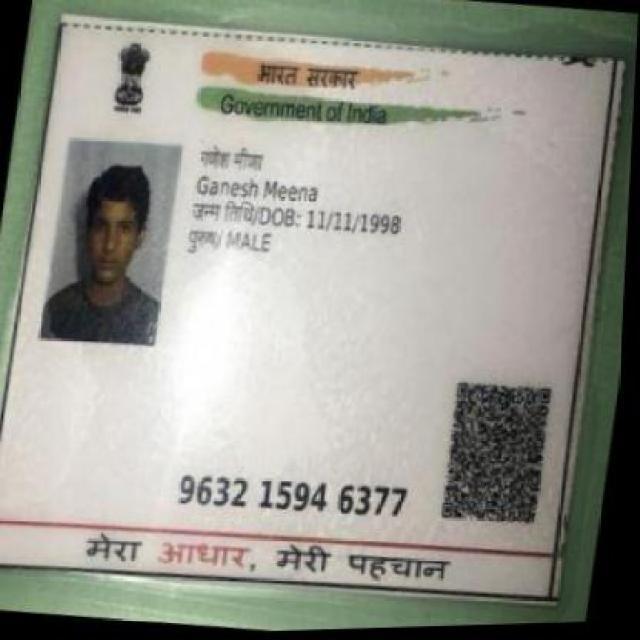 भारत सरकार
Government of India
गणेश मीणा
Ganesh Meena
जन्म तिथि/DOB: 11/11/1998
पुरुष/ MALE
9632 1594 6377
मेरा आधार, मेरी पहचान